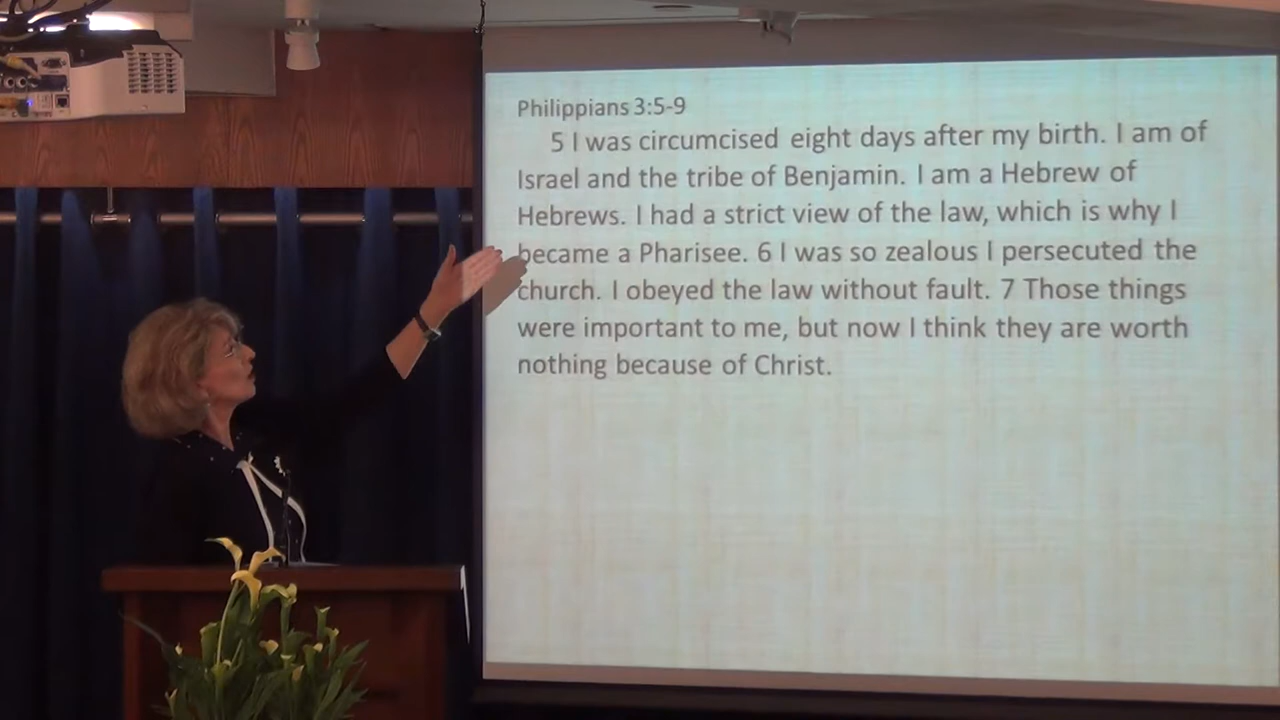 Philippians 3:5-9
5 I was circumcised eight days after my birth. I am of
Israel and the tribe of Benjamin. I am a Hebrew of
Hebrews. I had a strict view of the law, which is why I
became a Pharisee. 6 I was so zealous I persecuted the
church. I obeyed the law without fault. 7 Those things
were important to me, but now I think they are worth
nothing because of Christ.